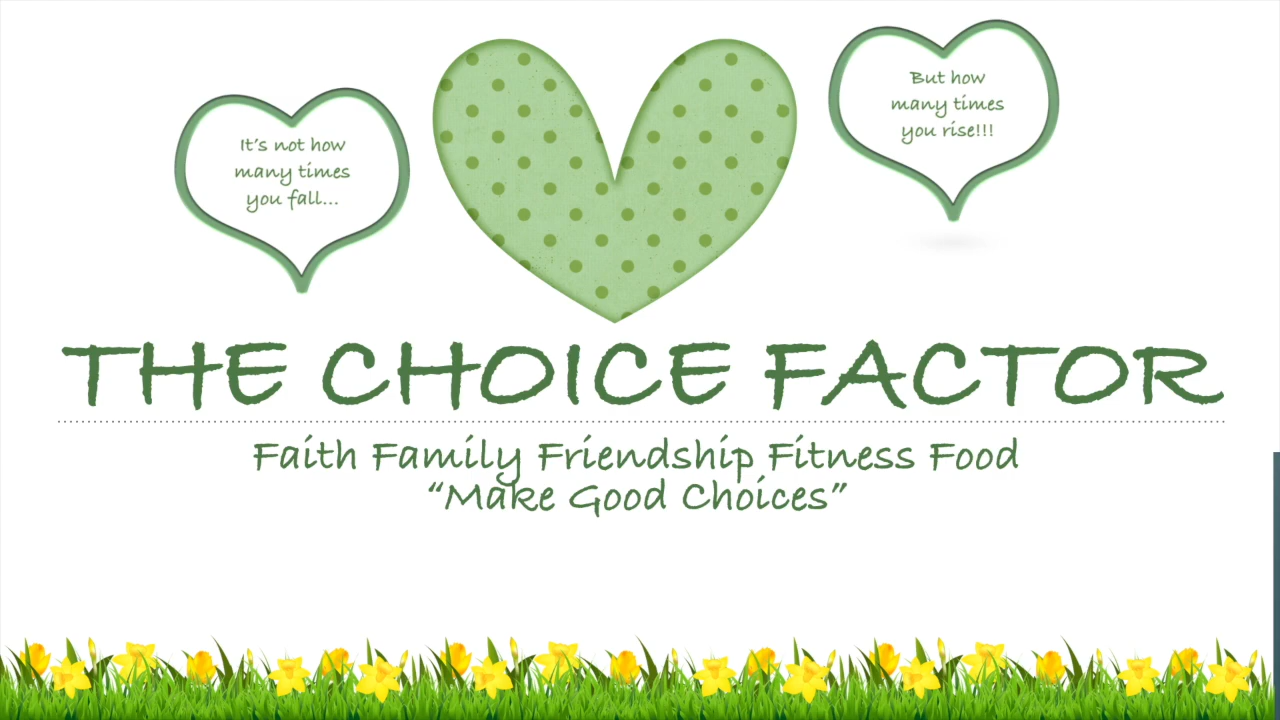 It's not how
many times
you fall...
But how
many times
you rise!!!
THE CHOICE FACTOR
Faith Family Friendship Fitness Food
“Make Good Choices”